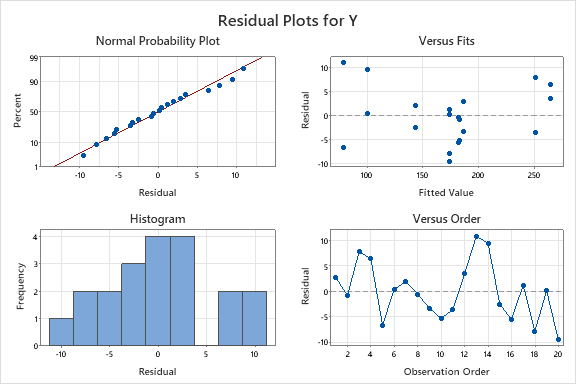 Residual Plots for Y
Normal Probability Plot
99
90
50
10
1
Percent
-10 -5 0 5 10
Residual
Versus Fits
10
5
0
-5
-10
Residual
100 150 200 250
Fitted Value
Histogram
4
3
2
1
0
Frequency
-10 -5 0 5 10
Residual
Versus Order
10
5
0
-5
-10
Residual
2 4 6 8 10 12 14 16 18 20
Observation Order